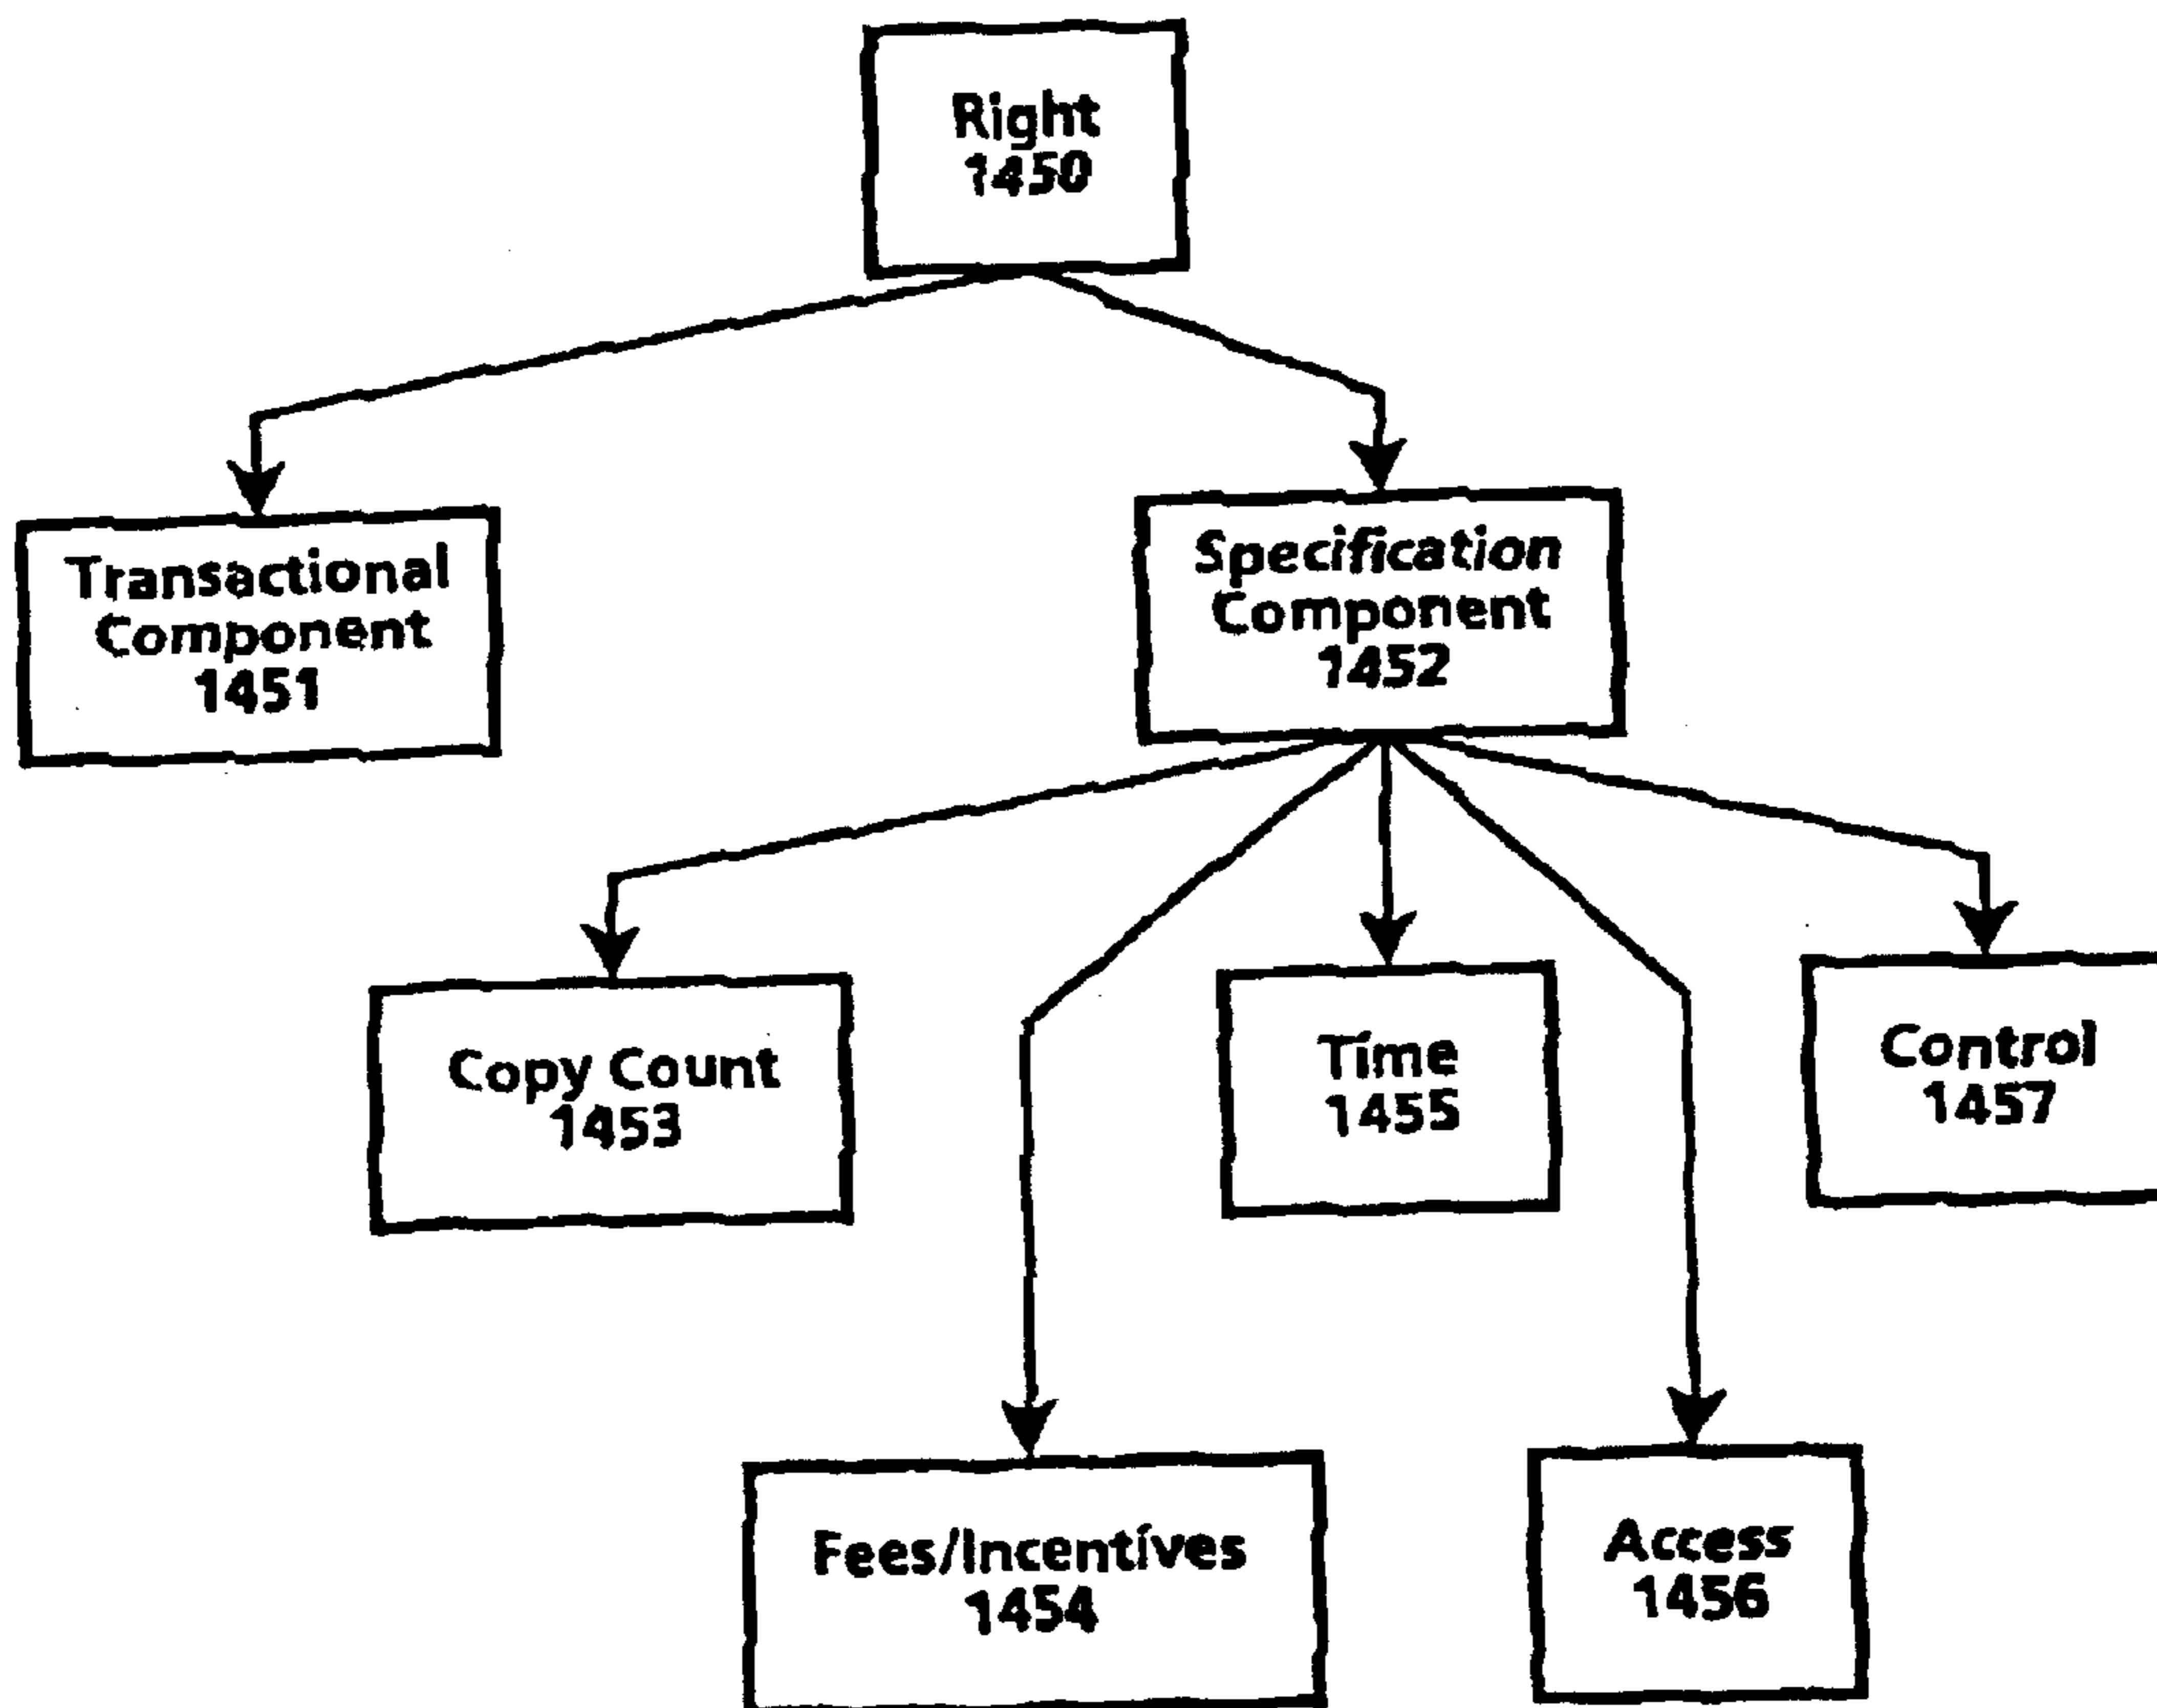 Right
1450
Transactional
Component
1451
Specification
Component
1452
Copy Count
1453
Time
1455
Control
1457
Fees/Incentives
1454
Access
1456